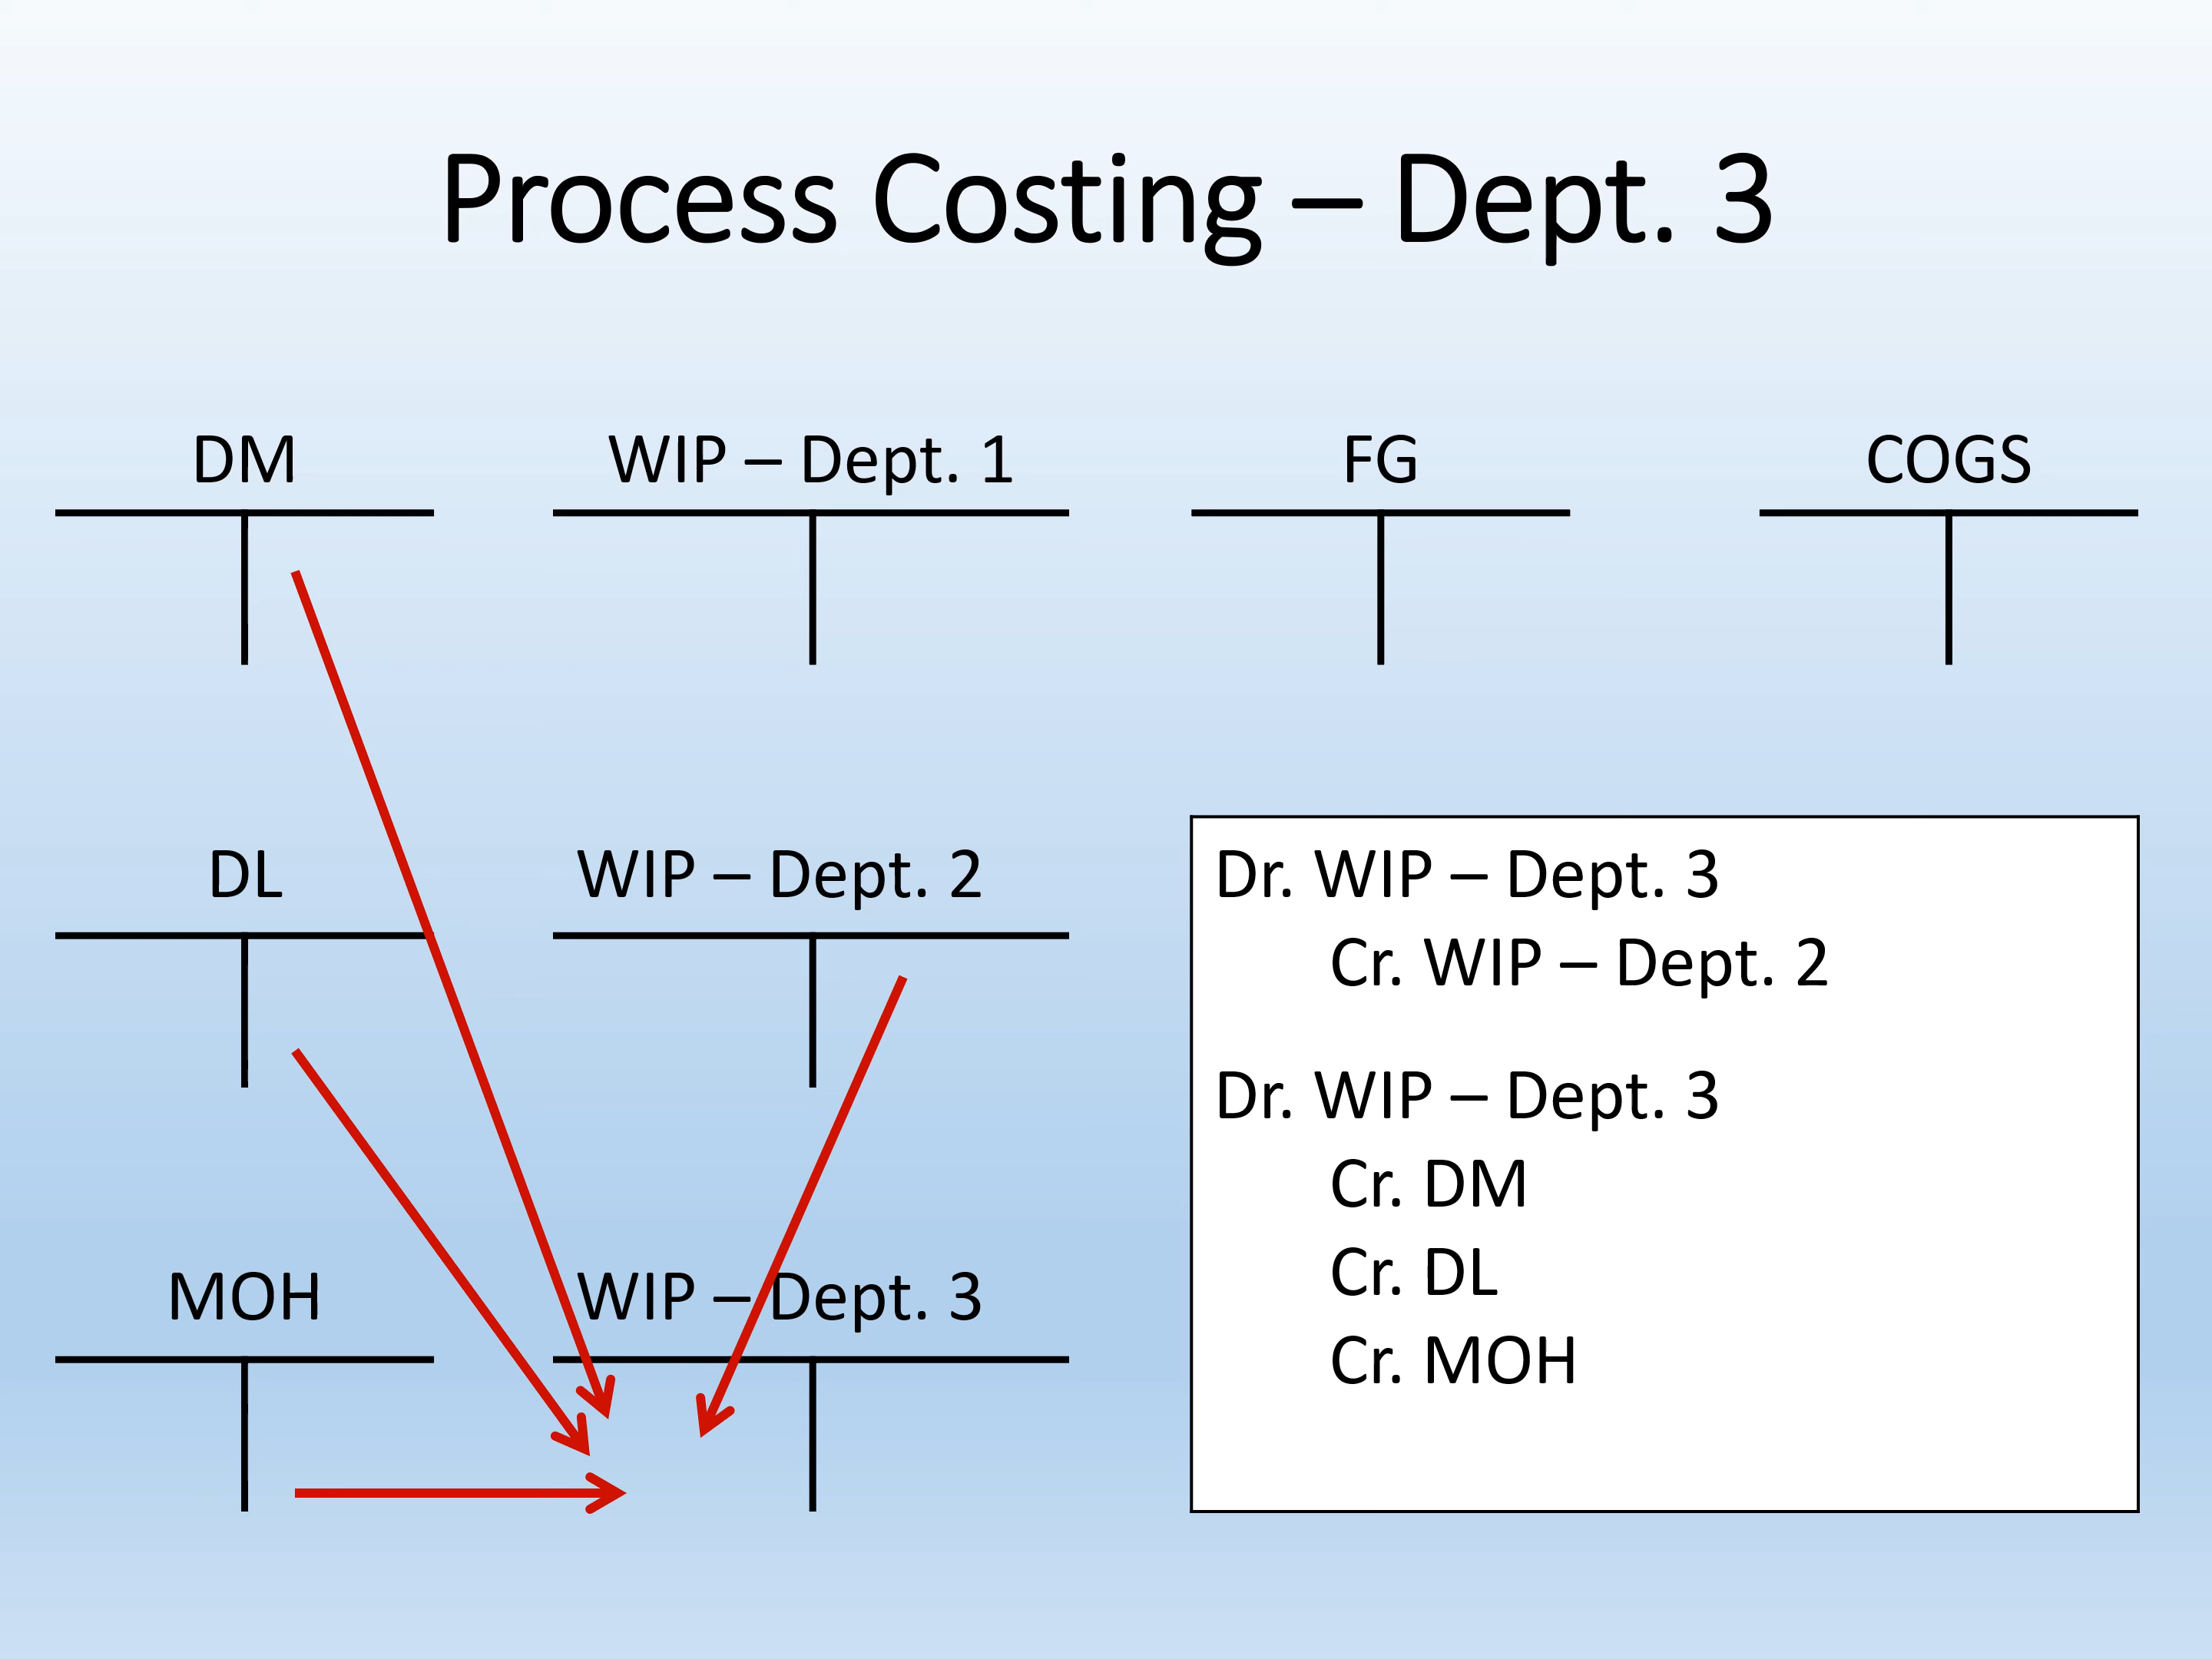 Process Costing – Dept. 3
DM
WIP – Dept. 1
FG
COGS
DL
WIP – Dept. 2
MOH
WIP – Dept. 3
Dr. WIP – Dept. 3
Cr. WIP – Dept. 2
Dr. WIP – Dept. 3
Cr. DM
Cr. DL
Cr. MOH